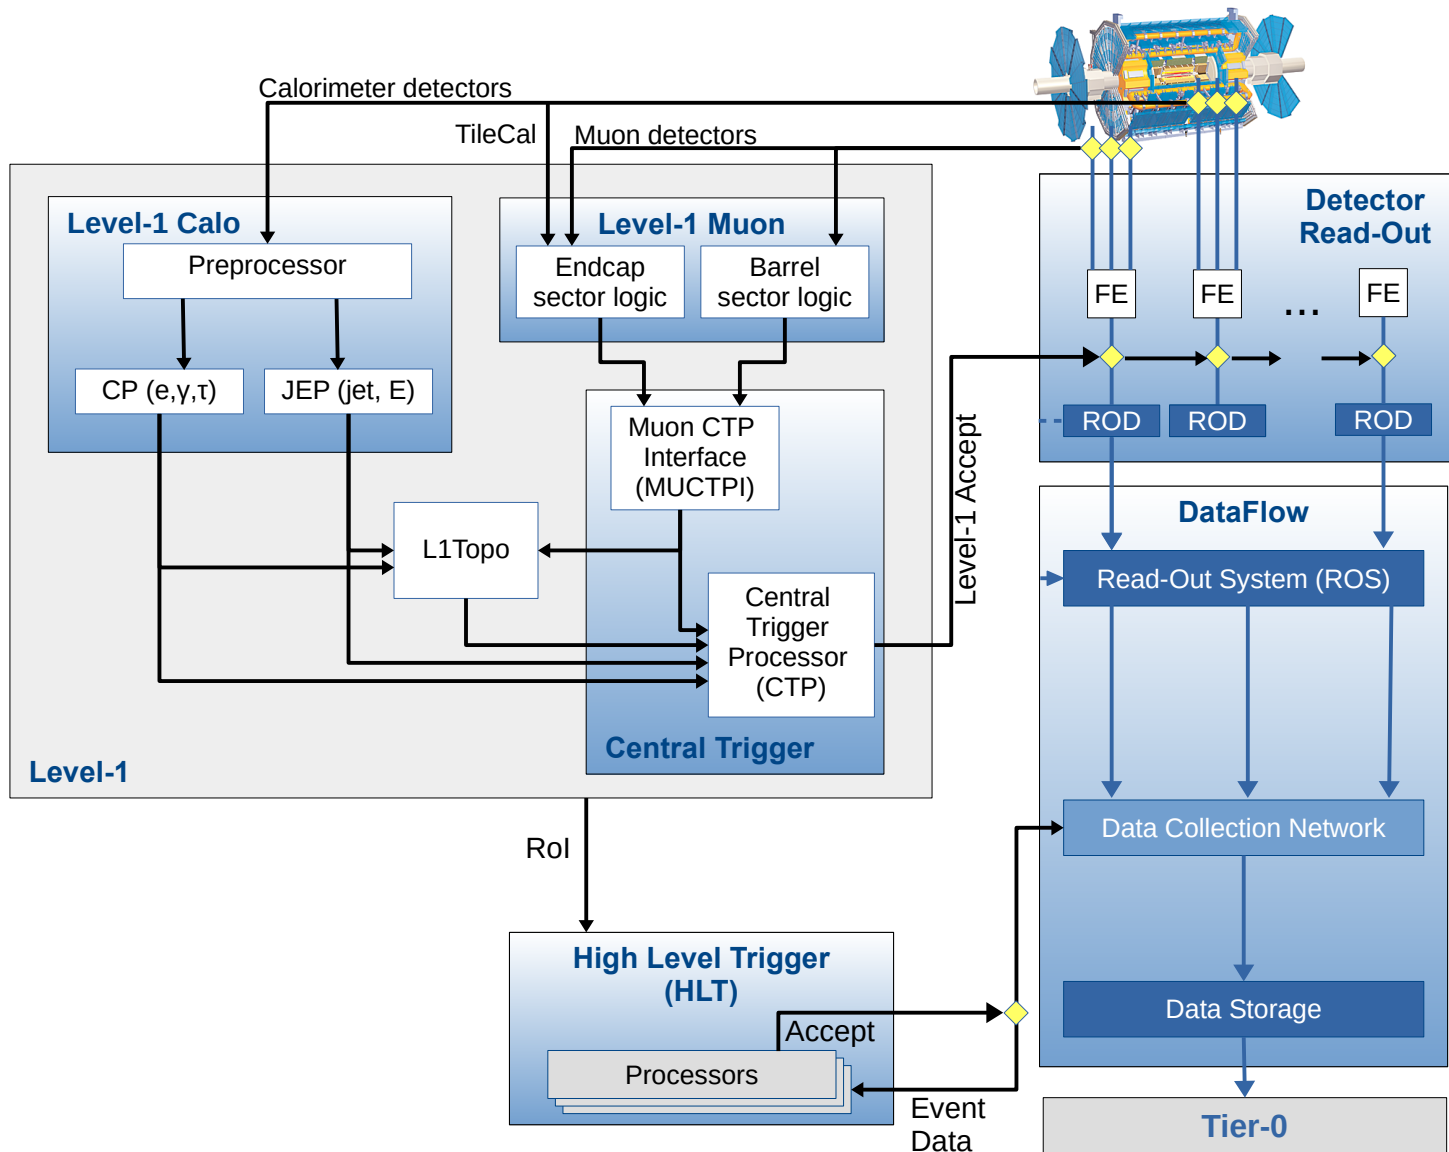 Calorimeter detectors
TileCal
Muon detectors
Level-1 Calo
Preprocessor
CP (e,γ,τ)
JEP (jet, E)
Level-1 Muon
Endcap
sector logic
Barrel
sector logic
Muon CTP
Interface
(MUCTPI)
L1Topo
Central
Trigger
Processor
(CTP)
Central Trigger
Level-1
Level-1 Accept
Detector
Read-Out
FE
FE
...
FE
ROD
ROD
ROD
DataFlow
Read-Out System (ROS)
Data Collection Network
Data Storage
Tier-0
RoI
High Level Trigger
(HLT)
Accept
Processors
Event
Data